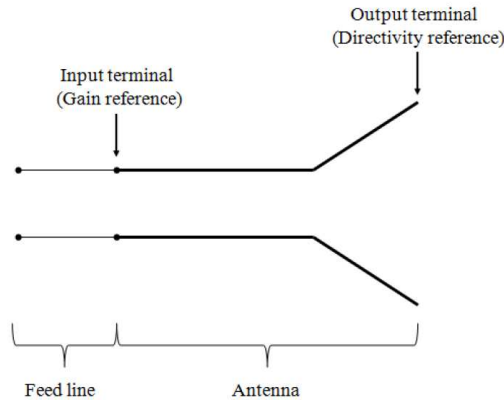 Output terminal
(Directivity reference)
Input terminal
(Gain reference)
Feed line
Antenna